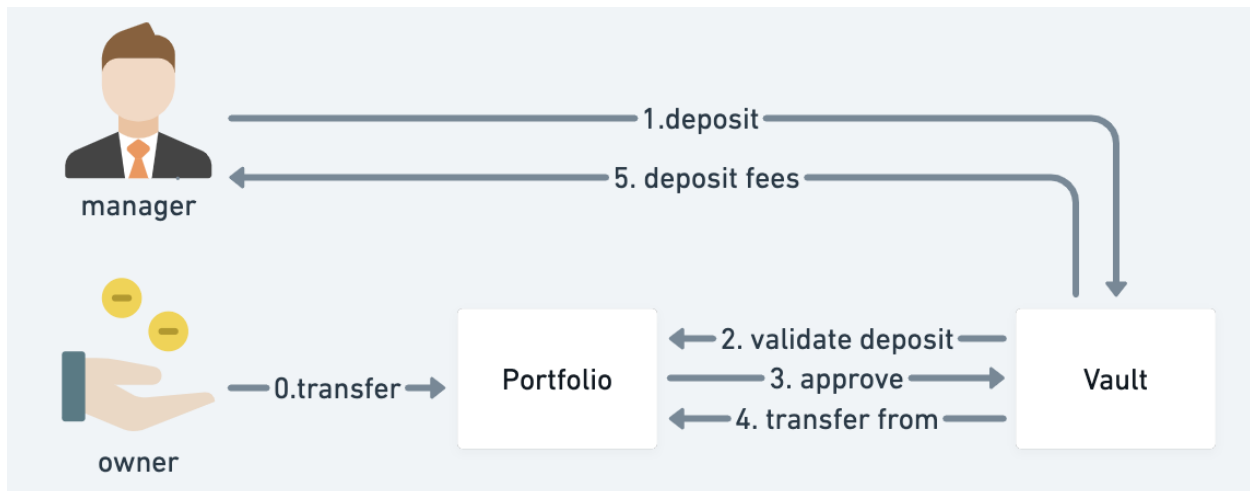 1.deposit
5. deposit fees
manager
2. validate deposit
Portfolio
3. approve
Vault
0.transfer
4. transfer from
owner